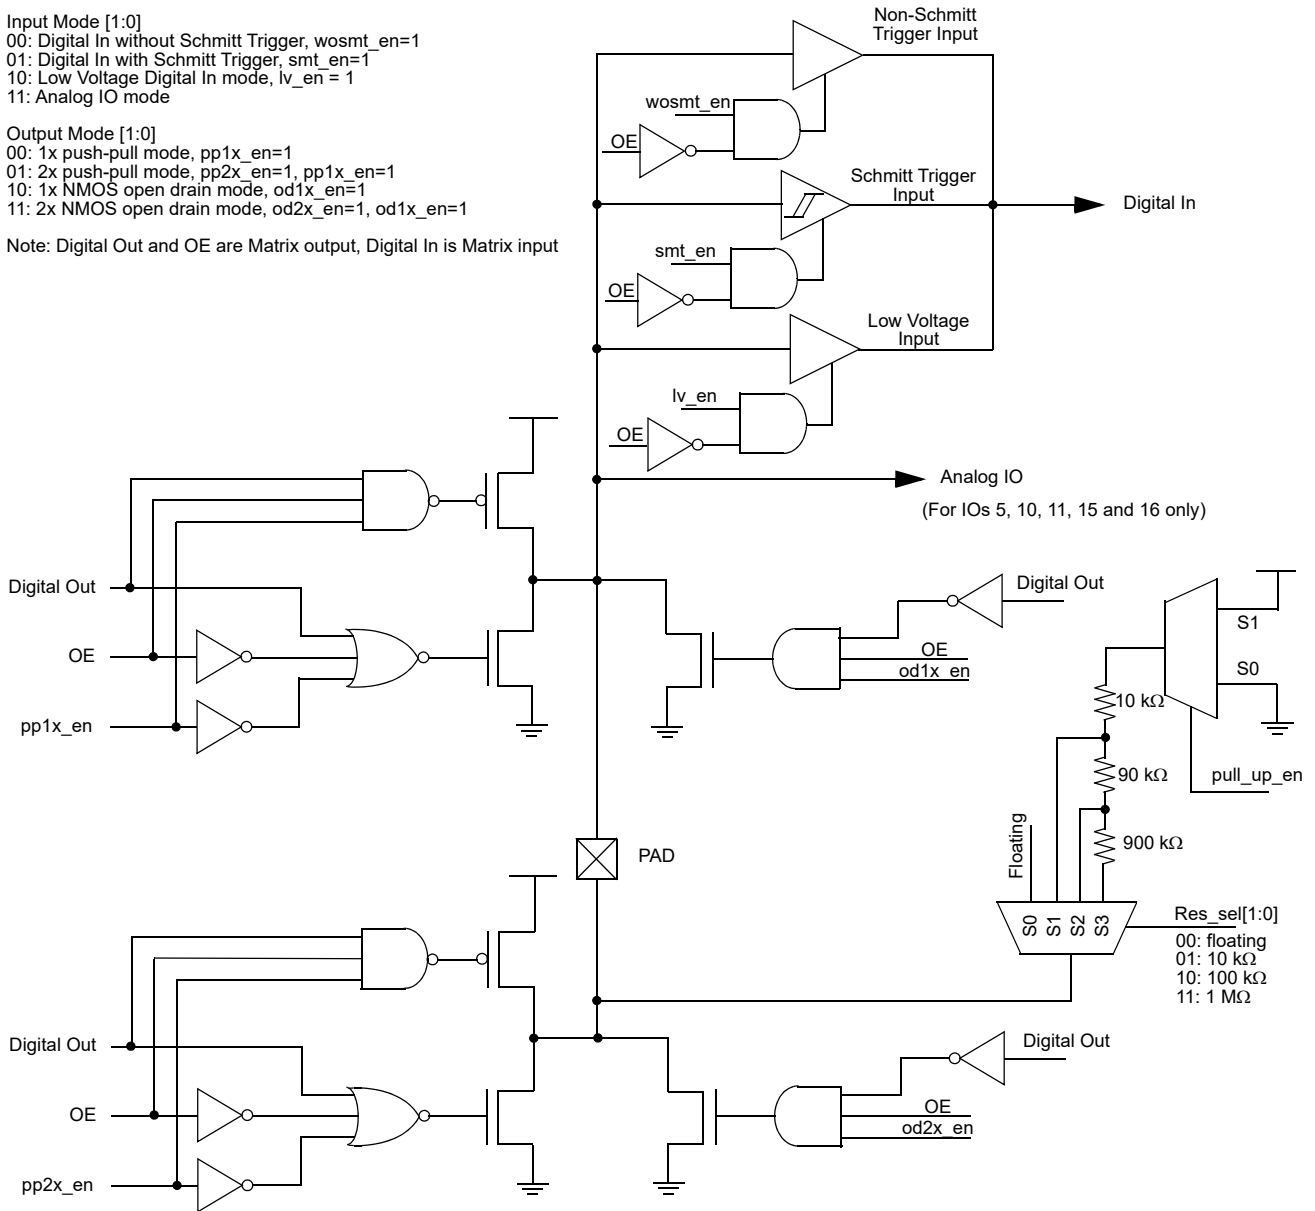 Input Mode [1:0]
00: Digital In without Schmitt Trigger, wosmt_en=1
01: Digital In with Schmitt Trigger, smt_en=1
10: Low Voltage Digital In mode, lv_en = 1
11: Analog IO mode
Output Mode [1:0]
00: 1x push-pull mode, pp1x_en=1
01: 2x push-pull mode, pp2x_en=1, pp1x_en=1
10: 1x NMOS open drain mode, od1x_en=1
11: 2x NMOS open drain mode, od2x_en=1, od1x_en=1
Note: Digital Out and OE are Matrix output, Digital In is Matrix input
Non-Schmitt
Trigger Input
wosmt_en
OE
Schmitt Trigger
Input
Digital In
smt_en
OE
Low Voltage
Input
lv_en
OE
Analog IO
(For IOs 5, 10, 11, 15 and 16 only)
Digital Out
OE
pp1x_en
Digital Out
OE
od1x_en
S1
S0
10 kΩ
90 kΩ
pull_up_en
900 kΩ
Floating
S0
S1
S2
S3
Res_sel[1:0]
00: floating
01: 10 kΩ
10: 100 kΩ
11: 1 MΩ
PAD
Digital Out
OE
pp2x_en
Digital Out
OE
od2x_en